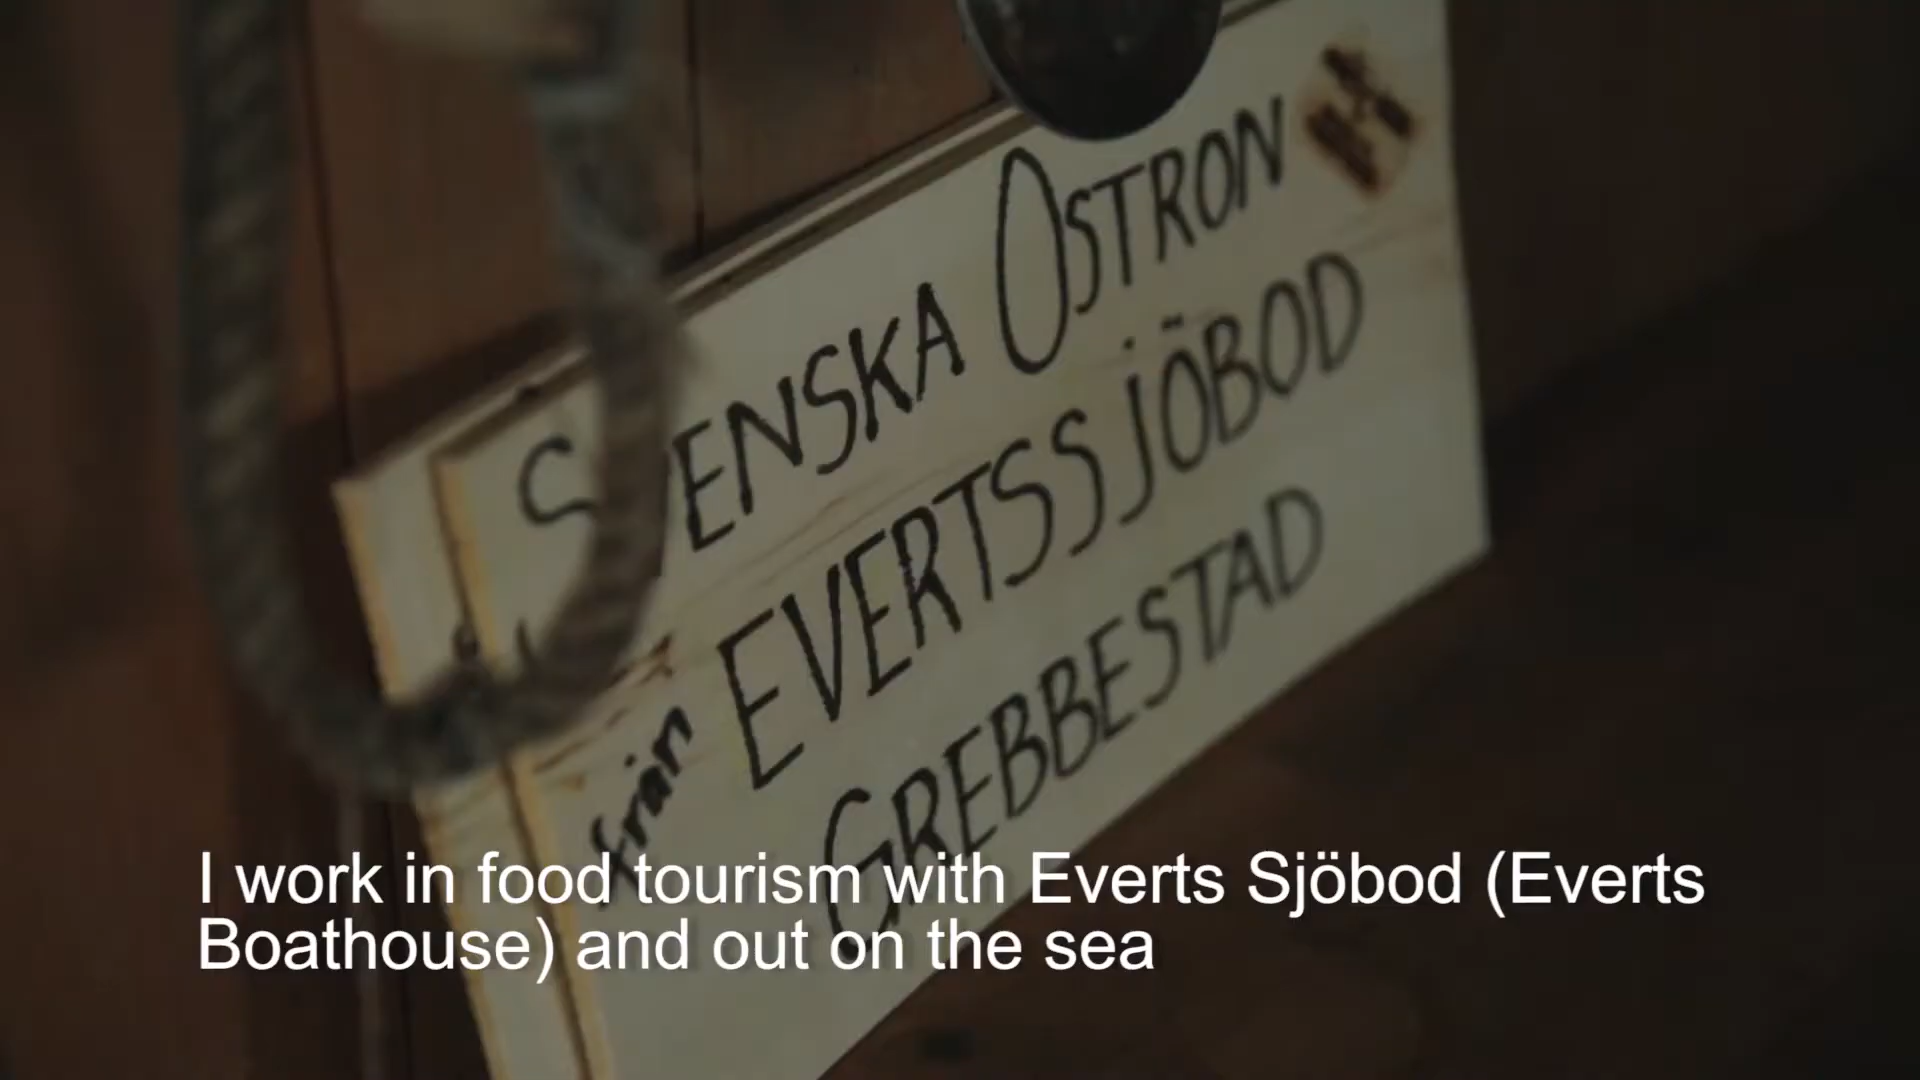 SVENSKA OSTRON
från EVERTSSJÖBOD
GREBBESTAD
I work in food tourism with Everts Sjöbod (Everts
Boathouse) and out on the sea